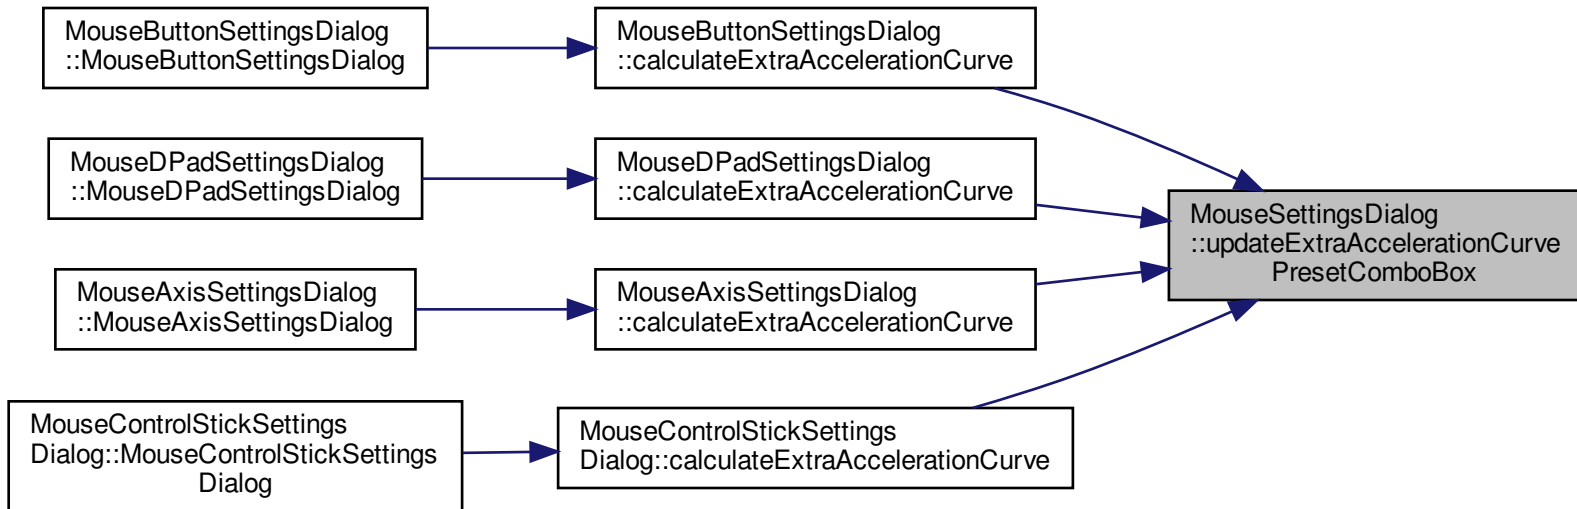 MouseButtonSettingsDialog
::MouseButtonSettingsDialog
MouseButtonSettingsDialog
::calculateExtraAccelerationCurve
MouseDPadSettingsDialog
::MouseDPadSettingsDialog
MouseDPadSettingsDialog
::calculateExtraAccelerationCurve
MouseSettingsDialog
::updateExtraAccelerationCurve
PresetComboBox
MouseAxisSettingsDialog
::MouseAxisSettingsDialog
MouseAxisSettingsDialog
::calculateExtraAccelerationCurve
MouseControlStickSettings
Dialog::MouseControlStickSettings
Dialog
MouseControlStickSettings
Dialog::calculateExtraAccelerationCurve